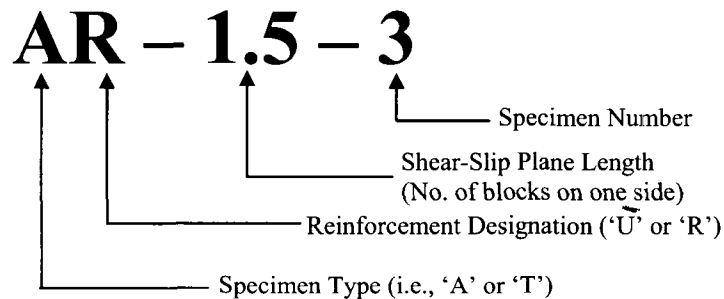 AR – 1.5 – 3
Specimen Number
Shear-Slip Plane Length
(No. of blocks on one side)
Reinforcement Designation (‘U’ or ‘R’)
Specimen Type (i.e., ‘A’ or ‘T’)